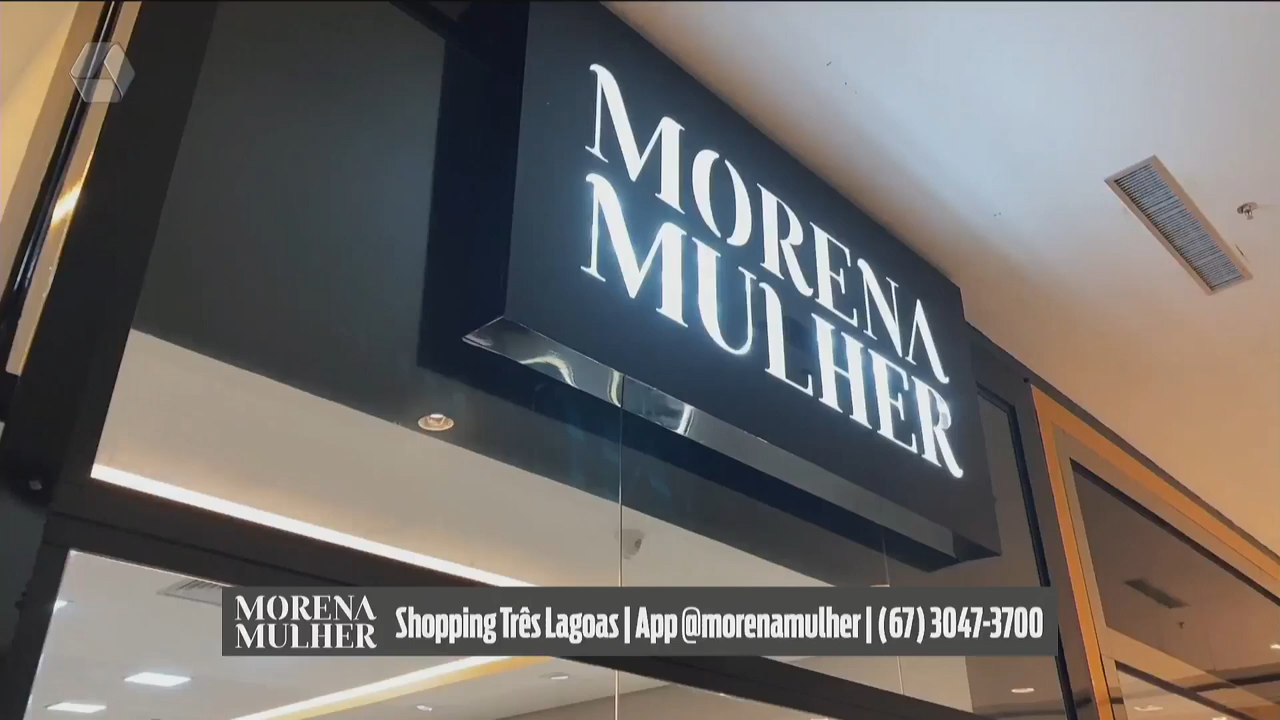 MORENA
MULHER
MORENA
MULHER
Shopping Três Lagoas | App @morenamulher | (67) 3047-3700